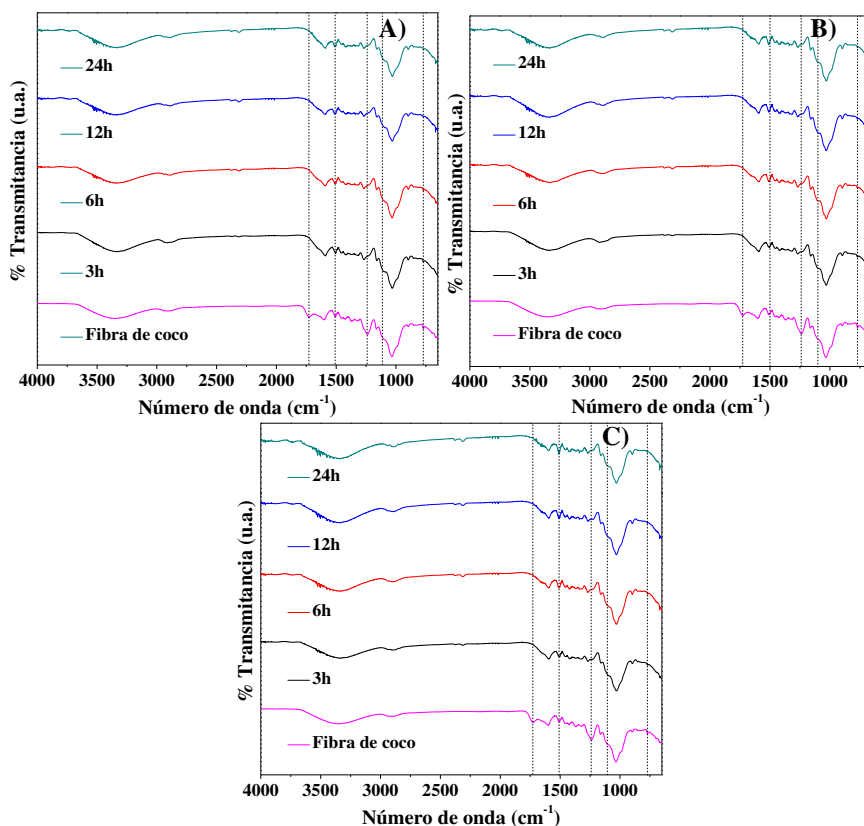 A)
% Transmitancia (u.a.)
24h
12h
6h
3h
Fibra de coco
4000 3500 3000 2500 2000 1500 1000
Número de onda (cm-1)
B)
% Transmitancia (u.a.)
24h
12h
6h
3h
Fibra de coco
4000 3500 3000 2500 2000 1500 1000
Número de onda (cm-1)
C)
% Transmitancia (u.a.)
24h
12h
6h
3h
Fibra de coco
4000 3500 3000 2500 2000 1500 1000
Número de onda (cm-1)